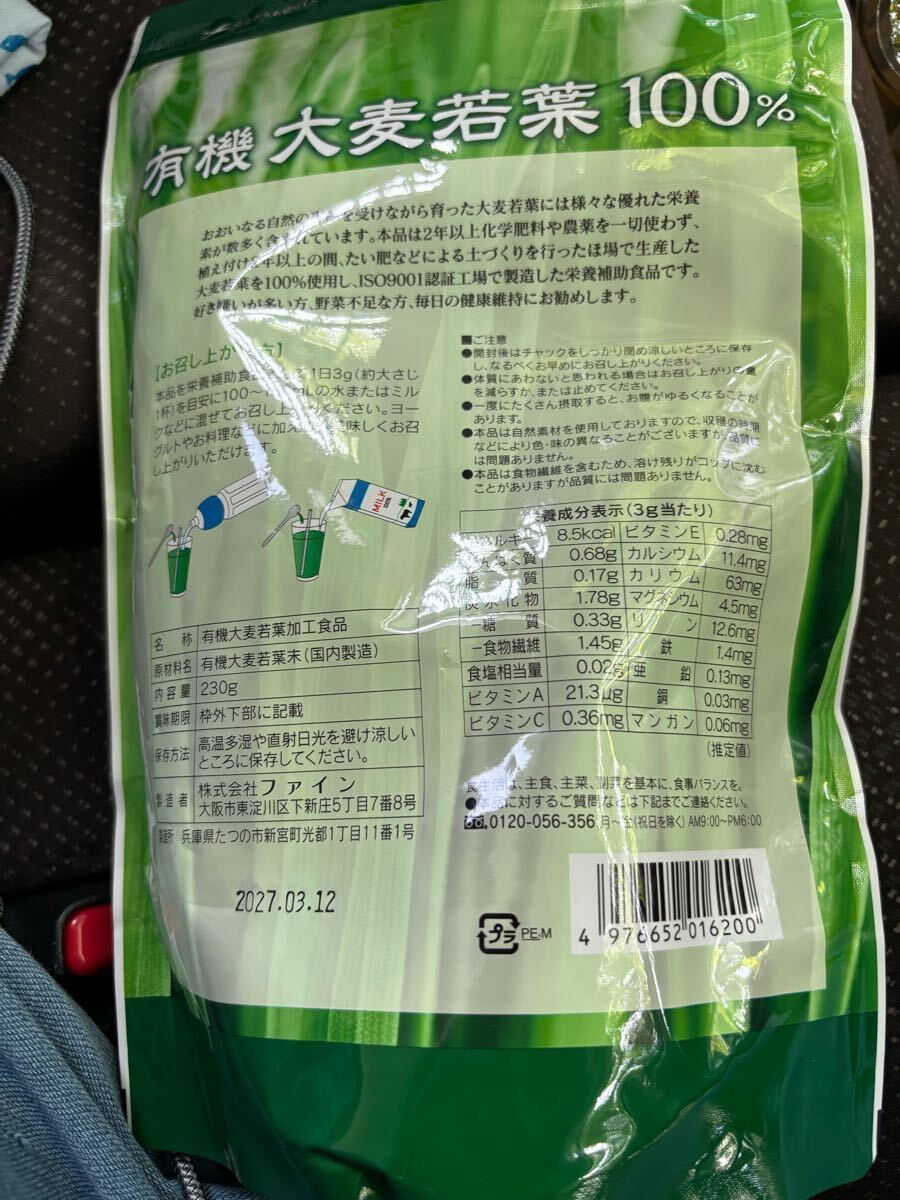 有機 大麦若葉 100%
おおいなる自然の を受けながら育った大麦若葉には様々な優れた栄養
素が数多く含まれています。本品は2年以上化学肥料や農薬を一切使わず、
植え付け 年以上の間、たい肥などによる土づくりを行ったほ場で生産した
大麦若葉を100%使用し、ISO9001認証工場で製造した栄養補助食品です。
好き嫌いが多い方、野菜不足な方、毎日の健康維持にお勧めします。
【お召し上がり方】
本品を栄養補助食品として1日3g(約大さじ
1杯)を目安に100〜 mLの水またはミル
クなどに混ぜてお召し上がりください。ヨー
グルトやお料理などに加えて 美味しくお召
し上がりいただけます。
MILK
100%
■ご注意
●開封後はチャックをしっかり閉め涼しいところに保存
し、なるべくお早めにお召し上がりください。
●体質にあわないと思われる場合はお召し上がりの量
を減らすか、または止めてください。
●一度にたくさん摂取すると、お腹がゆるくなることが
あります。
●本品は自然素材を使用しておりますので、収穫の時期
などにより色・味の異なることがございますが、品質に
は問題ありません。
●本品は食物繊維を含むため、溶け残りがコップに沈む
ことがありますが品質には問題ありません。
栄養成分表示(3g当たり)
エネルギー 8.5kcal ビタミンE 0.28mg
たんぱく質 0.68g カルシウム 11.4mg
脂質 0.17g カリウム 63mg
炭水化物 1.78g マグネシウム 4.5mg
−糖質 0.33g リン 12.6mg
−食物繊維 1.45g 鉄 1.4mg
食塩相当量 0.02g 亜鉛 0.13mg
ビタミンA 21.3μg 銅 0.03mg
ビタミンC 0.36mg マンガン 0.06mg
(推定値)
名称 有機大麦若葉加工食品
原材料名 有機大麦若葉末(国内製造)
内容量 230g
賞味期限 枠外下部に記載
保存方法 高温多湿や直射日光を避け涼しい
ところに保存してください。
製造者 株式会社ファイン
大阪市東淀川区下新庄5丁目7番8号
製造所 兵庫県たつの市新宮町光都1丁目11番1号
食生活は、主食、主菜、副菜を基本に、食事バランスを。
●本品に対するご質問などは下記までご連絡ください。
0120-056-356 月〜金(祝日を除く)AM9:00〜PM6:00
2027.03.12
プラ PE-M
4 976652 016200